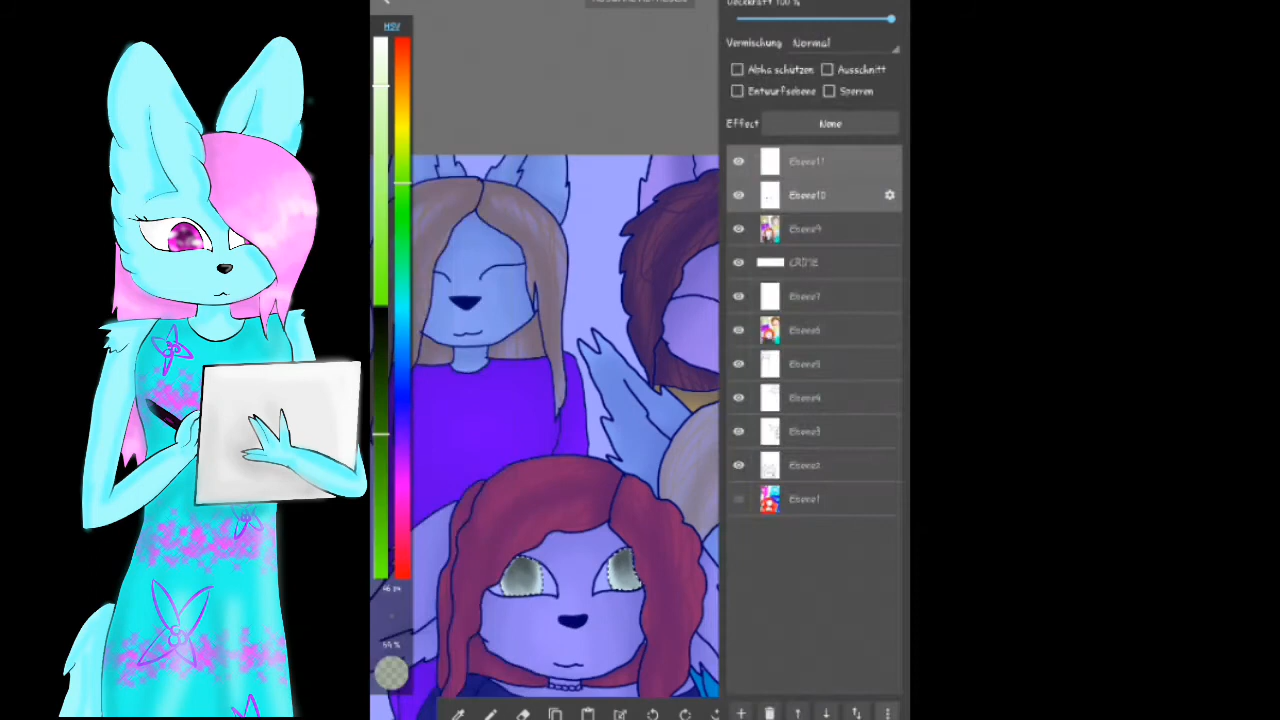 HSV
Deckkraft 100 %
Vermischung Normal
Alpha schützen Ausschnitt
Entwurfsebene Sperren
Effect None
Ebene11
Ebene10
Ebene9
Ebene7
Ebene6
Ebene5
Ebene4
Ebene3
Ebene2
Ebene1